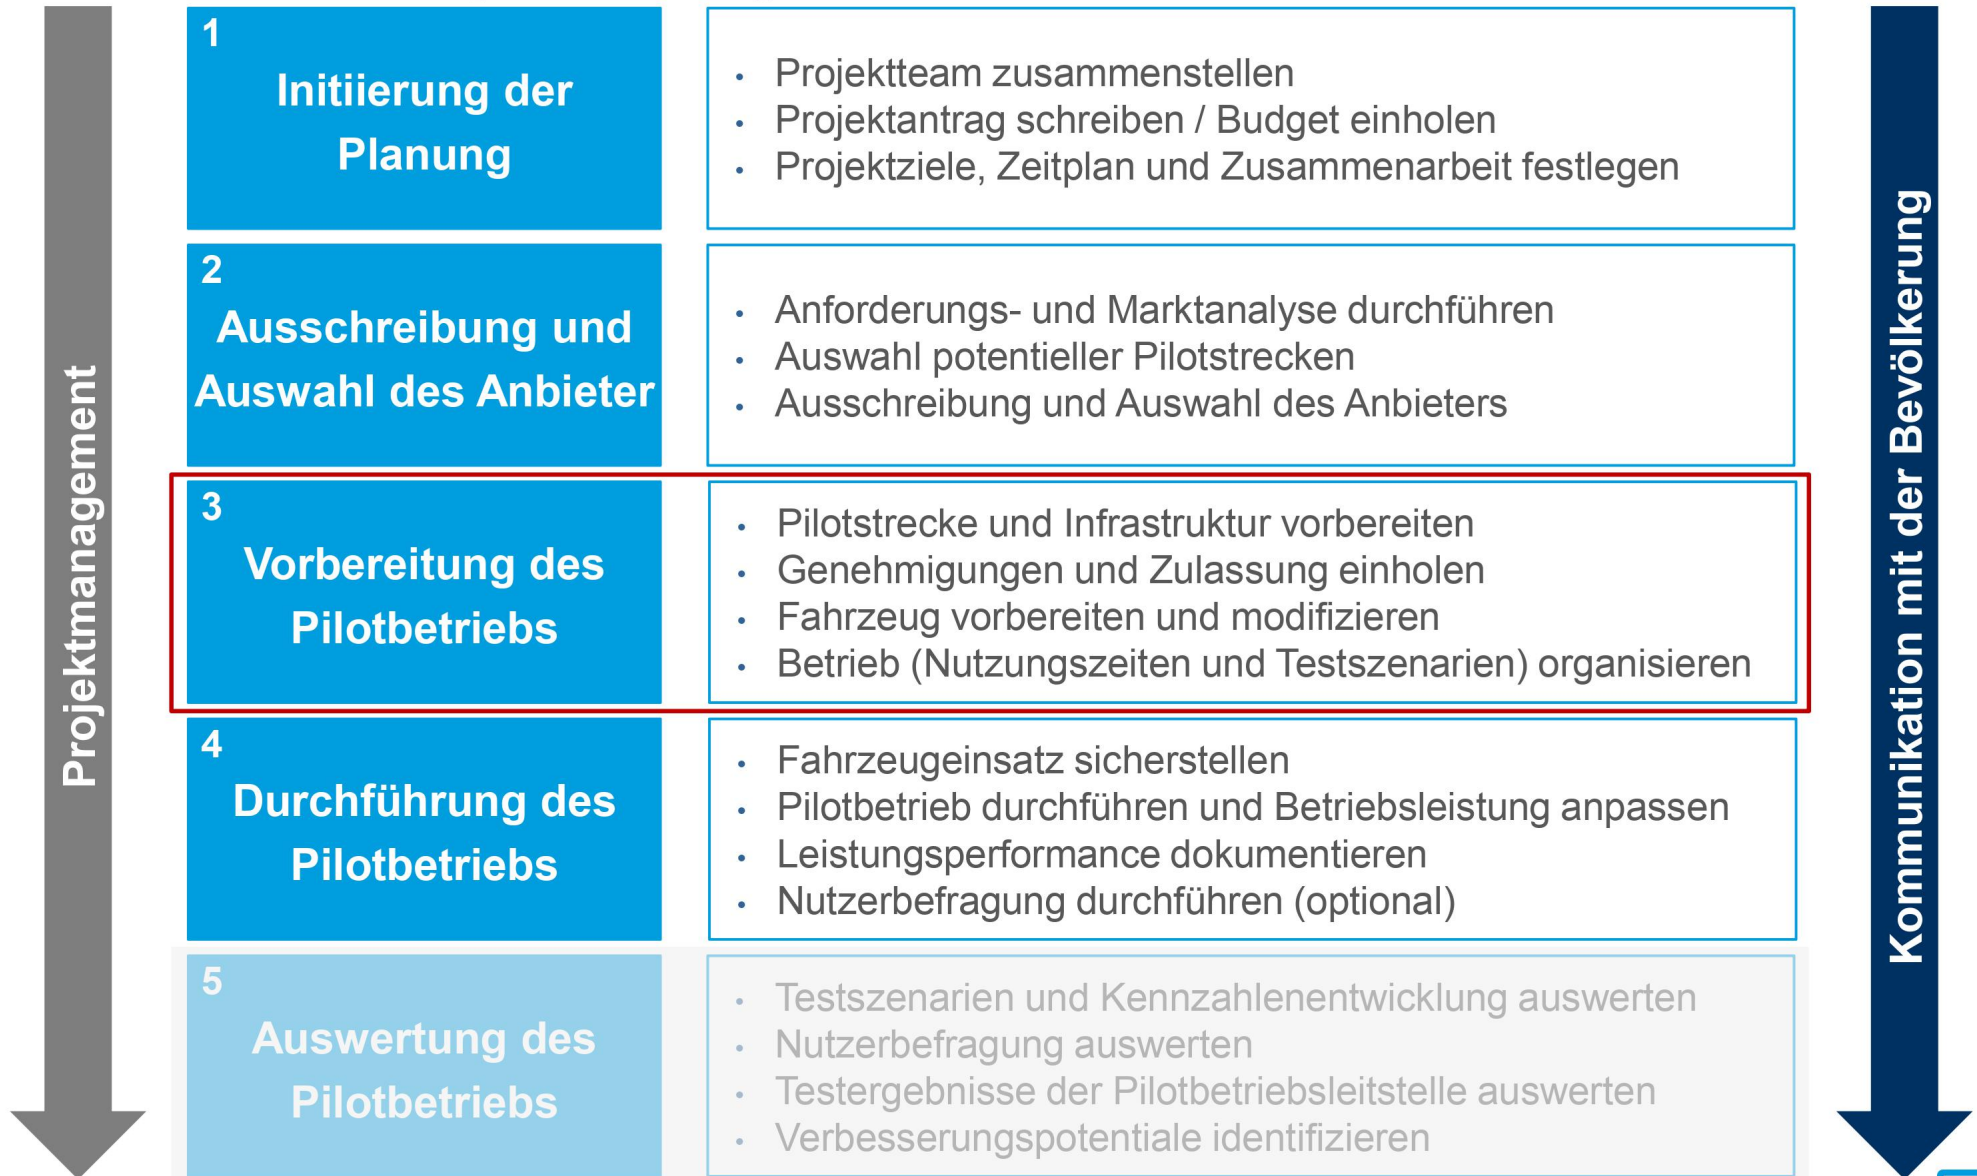 Projektmanagement
1
Initiierung der
Planung
• Projektteam zusammenstellen
• Projektantrag schreiben / Budget einholen
• Projektziele, Zeitplan und Zusammenarbeit festlegen
2
Ausschreibung und
Auswahl des Anbieter
• Anforderungs- und Marktanalyse durchführen
• Auswahl potentieller Pilotstrecken
• Ausschreibung und Auswahl des Anbieters
3
Vorbereitung des
Pilotbetriebs
• Pilotstrecke und Infrastruktur vorbereiten
• Genehmigungen und Zulassung einholen
• Fahrzeug vorbereiten und modifizieren
• Betrieb (Nutzungszeiten und Testszenarien) organisieren
4
Durchführung des
Pilotbetriebs
• Fahrzeugeinsatz sicherstellen
• Pilotbetrieb durchführen und Betriebsleistung anpassen
• Leistungsperformance dokumentieren
• Nutzerbefragung durchführen (optional)
5
Auswertung des
Pilotbetriebs
• Testszenarien und Kennzahlenentwicklung auswerten
• Nutzerbefragung auswerten
• Testergebnisse der Pilotbetriebsleitstelle auswerten
• Verbesserungspotentiale identifizieren
Kommunikation mit der Bevölkerung